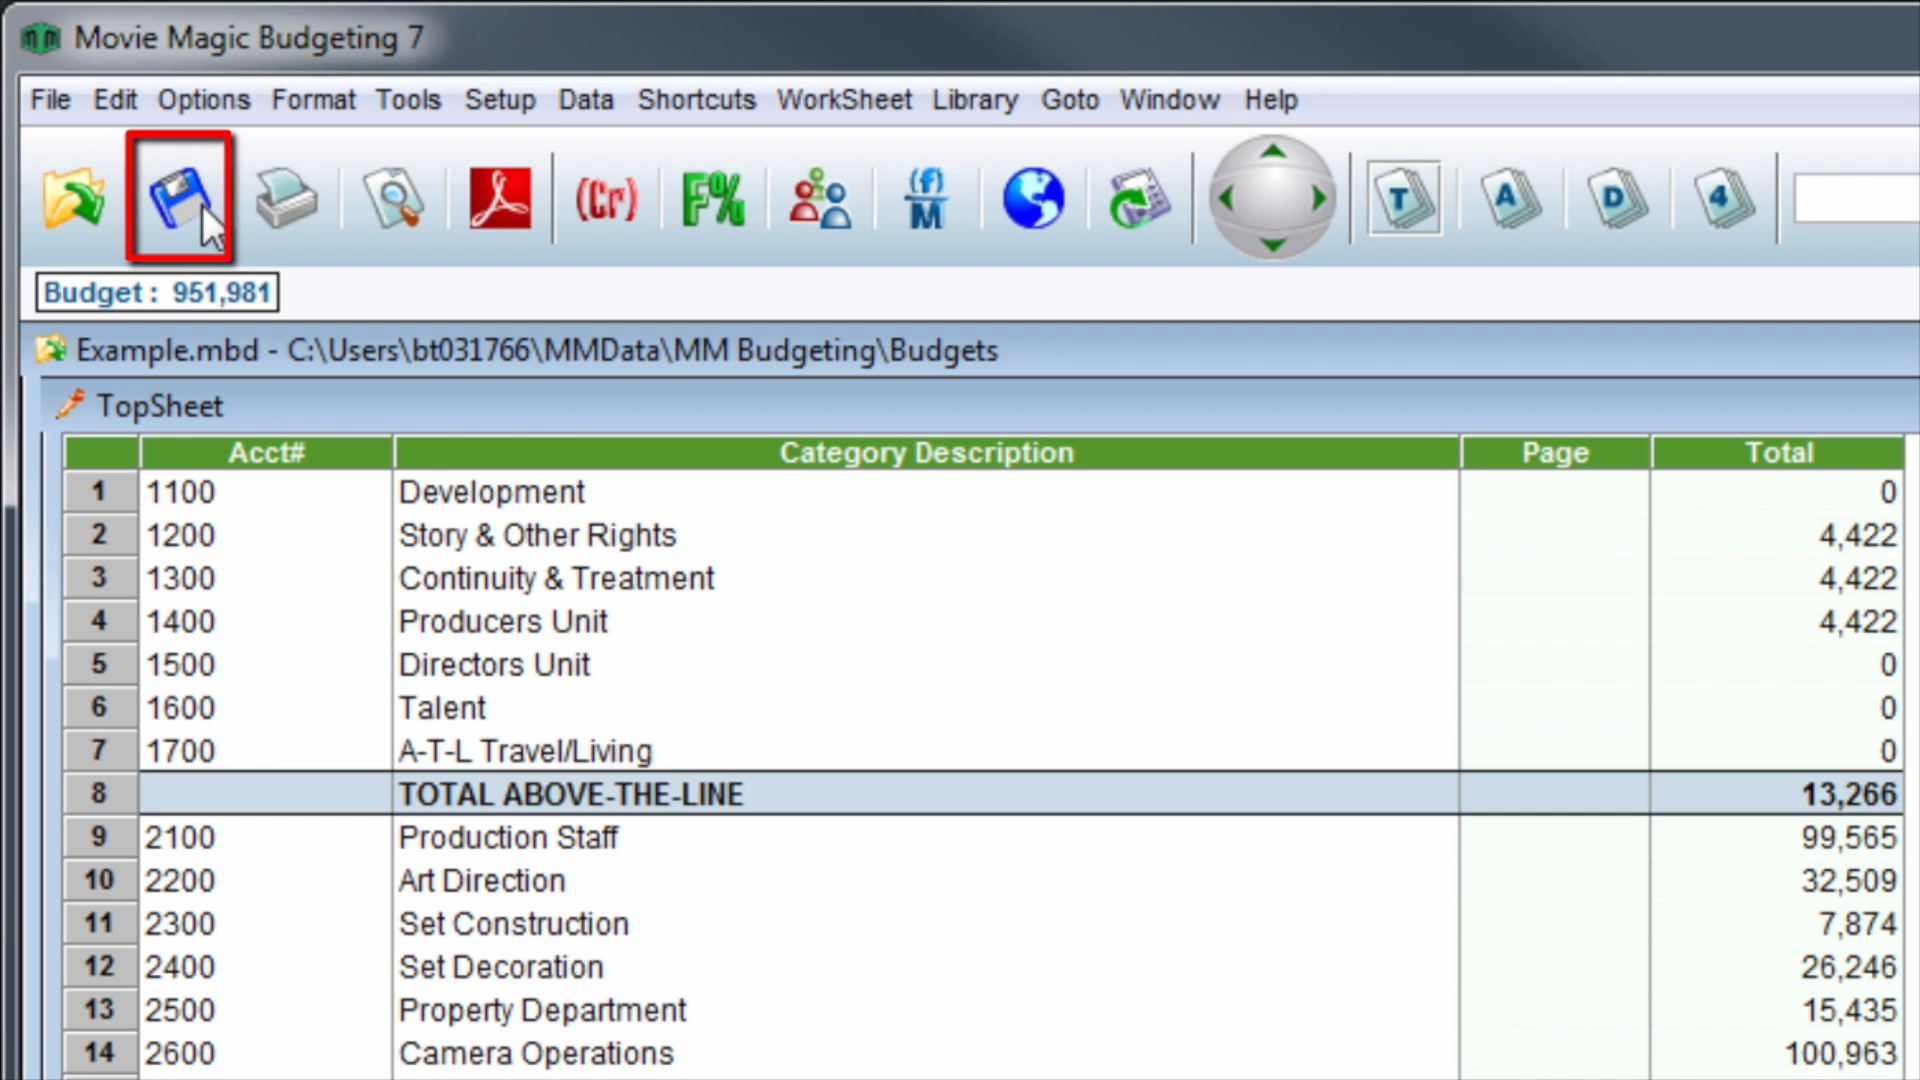 Movie Magic Budgeting 7
File Edit Options Format Tools Setup Data Shortcuts WorkSheet Library Goto Window Help
(Cr) F% (f) M T A D 4
Budget : 951,981
Example.mbd - C:\Users\bt031766\MMData\MM Budgeting\Budgets
TopSheet
Acct# Category Description Page Total
1 1100 Development 0
2 1200 Story & Other Rights 4,422
3 1300 Continuity & Treatment 4,422
4 1400 Producers Unit 4,422
5 1500 Directors Unit 0
6 1600 Talent 0
7 1700 A-T-L Travel/Living 0
8 TOTAL ABOVE-THE-LINE 13,266
9 2100 Production Staff 99,565
10 2200 Art Direction 32,509
11 2300 Set Construction 7,874
12 2400 Set Decoration 26,246
13 2500 Property Department 15,435
14 2600 Camera Operations 100,963